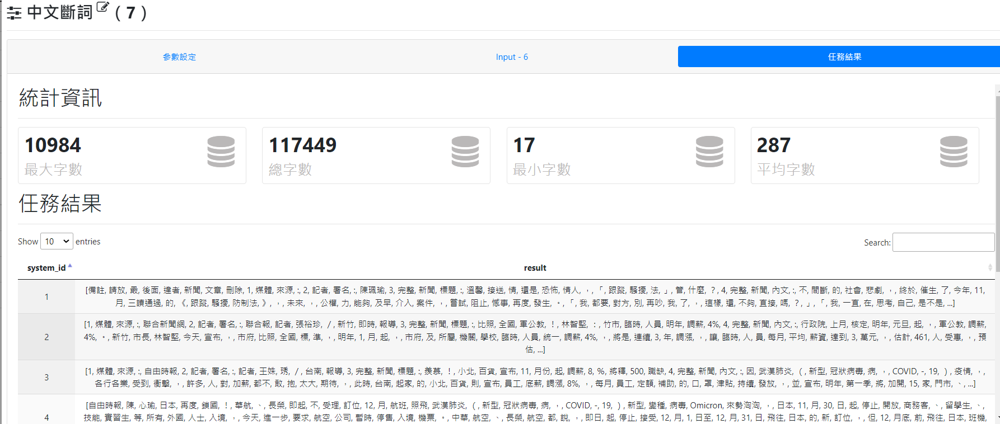 中文斷詞 ( 7 )
參數設定
Input - 6
任務結果
統計資訊
10984
最大字數
117449
總字數
17
最小字數
287
平均字數
任務結果
Show 10 entries
Search:
system_id result
1
[備註, 請放, 最, 後面, 違者, 新聞, 文章, 刪除, 1, 媒體, 來源, :, 2, 記者, 署名, :, 陳珮瑜, 3, 完整, 新聞, 標題, :, 溫馨, 接送, 情, 還是, 恐怖, 情人, ，, 「, 跟蹤, 騷擾, 法, 」, 管, 什麼, ？, 4, 完整, 新聞, 內文, :, 不, 間斷, 的, 社會, 悲劇, ，, 終於, 催生, 了, 今年, 11,
月, 三讀通過, 的, 《, 跟蹤, 騷擾, 防制法, 》, ，, 未來, ，, 公權, 力, 能夠, 及早, 介入, 案件, ，, 嘗試, 阻止, 憾事, 再度, 發生, 。, 「, 我, 都要, 對方, 別, 再吵, 我, 了, ，, 這樣, 還, 不夠, 直接, 嗎, ？, 」, 「, 我, 一直, 在, 思考, 自己, 是不是, ...]
2
[1, 媒體, 來源, :, 聯合新聞網, 2, 記者, 署名, :, 聯合報, 記者, 張裕珍, ／, 新竹, 即時, 報導, 3, 完整, 新聞, 標題, :, 比照, 全國, 軍公教, ！, 林智堅, ：, 竹市, 臨時, 人員, 明年, 調薪, 4%, 4, 完整, 新聞, 內文, :, 行政院, 上月, 核定, 明年, 元旦, 起, ，, 軍公教, 調薪,
4%, 。, 新竹, 市長, 林智堅, 今天, 宣布, ，, 市府, 比照, 全國, 標, 準, ，, 明年, 1, 月, 起, ，, 市府, 及, 所屬, 機關, 學校, 臨時, 人員, 統一, 調薪, 4%, ，, 將是, 連續, 3, 年, 調漲, ，, 讓, 臨時, 人, 員, 每月, 平均, 薪資, 達到, 3, 萬元, ，, 估計, 461, 人, 受惠, ，, 預
估, ...]
3
[1, 媒體, 來源, :, 自由時報, 2, 記者, 署名, :, 記者, 王姝, 琇, ／, 台南, 報導, 3, 完整, 新聞, 標題, :, 羨慕, ！, 小北, 百貨, 宣布, 11, 月份, 起, 調薪, 8, %, 將釋, 500, 職缺, 4, 完整, 新聞, 內文, :, 因, 武漢肺炎, （, 新型, 冠狀病毒, 病, ，, COVID, -, 19, ）, 疫情, ，,
各行各業, 受到, 衝擊, ，, 許多, 人, 對, 加薪, 都不, 敢, 抱, 太大, 期待, ，, 此時, 台南, 起家, 的, 小北, 百貨, 則, 宣布, 員工, 底薪, 調漲, 8%, ，, 每月, 員工, 定額, 補助, 的, 口, 罩, 津貼, 持續, 發放, ，, 並, 宣布, 明年, 第一季, 將, 加開, 15, 家, 門市, 、, ...]
4
[自由時報, 陳, 心瑜, 日本, 再度, 鎖國, ！, 華航, 、, 長榮, 即起, 不, 受理, 訂位, 12, 月, 航班, 照飛, 武漢肺炎, （, 新型, 冠狀病毒, 病, ，, COVID, -, 19, ）, 新型, 變種, 病毒, Omicron, 來勢洶洶, ，, 日本, 11, 月, 30, 日, 起, 停止, 開放, 商務客, 、, 留學生, 、,
技能, 實習生, 等, 所有, 外國, 人士, 入境, ，, 今天, 進一步, 要求, 航空, 公司, 暫時, 停售, 入境, 機票, 。, 中華, 航空, 、, 長榮, 航空, 都, 說, ，, 即日, 起, 停止, 接受, 12, 月, 1, 日至, 12, 月, 31, 日, 飛往, 日本, 的, 新, 訂位, ，, 但, 12, 月底, 前, 飛往, 日本, 班機,